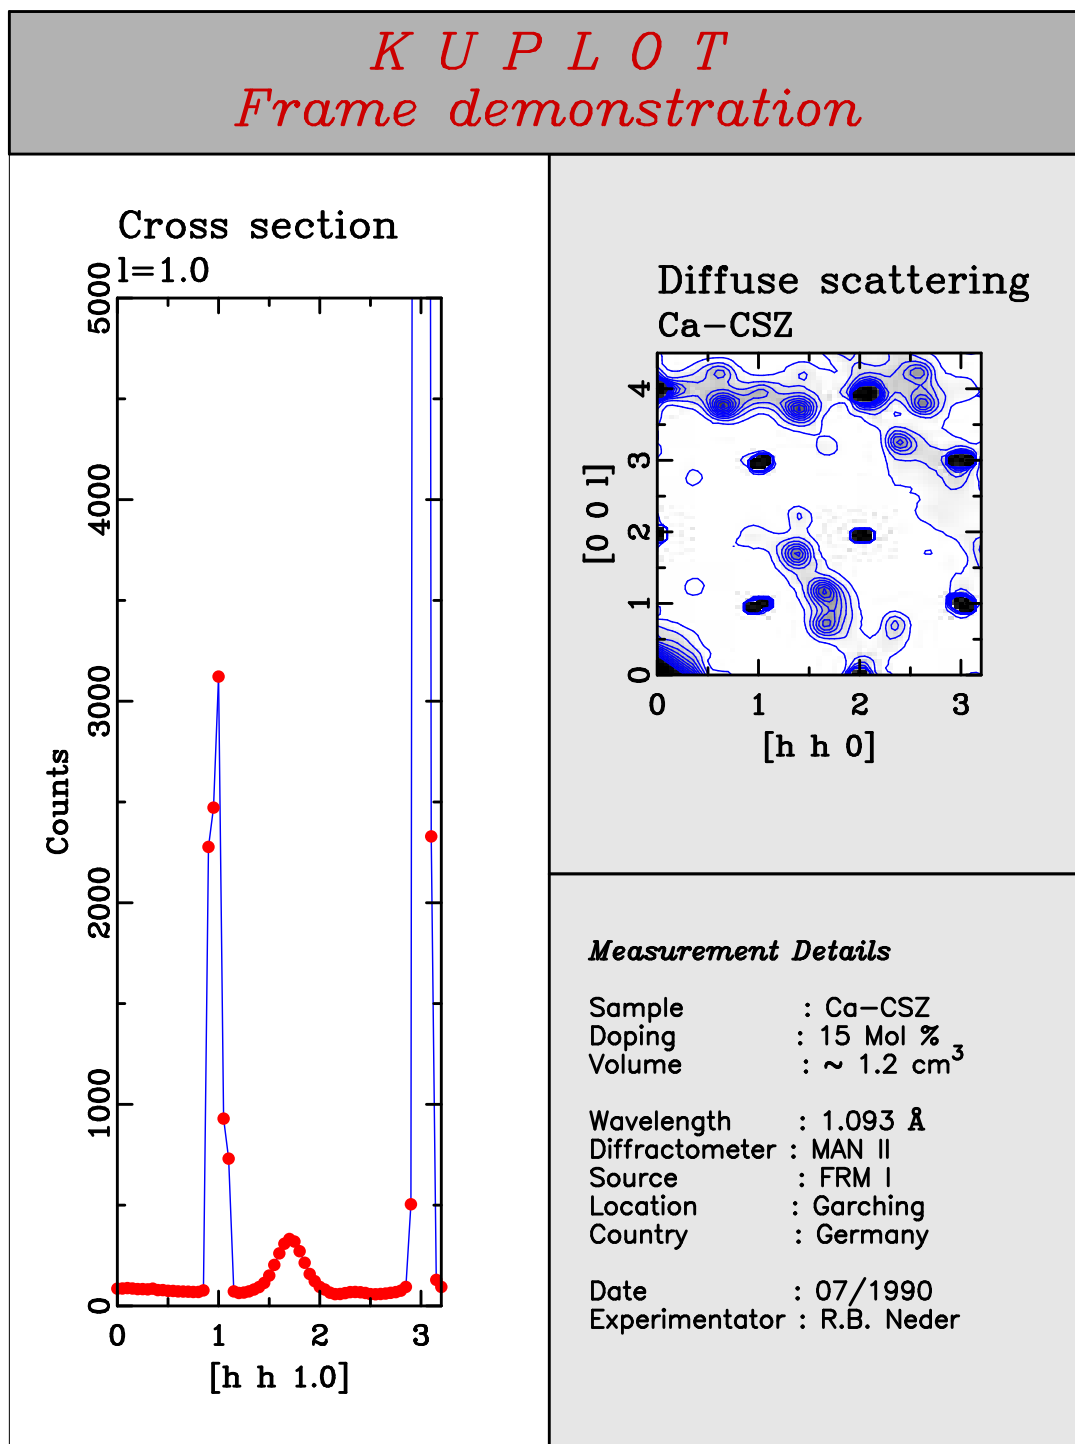 K U P L O T
Frame demonstration
Cross section
l=1.0
5000
4000
3000
2000
1000
0
Counts
0 1 2 3
[h h 1.0]
Diffuse scattering
Ca-CSZ
4
3
2
1
0
[0 0 l]
0 1 2 3
[h h 0]
Measurement Details
Sample : Ca-CSZ
Doping : 15 Mol %
Volume : ~ 1.2 cm³
Wavelength : 1.093 Å
Diffractometer : MAN II
Source : FRM I
Location : Garching
Country : Germany
Date : 07/1990
Experimentator : R.B. Neder